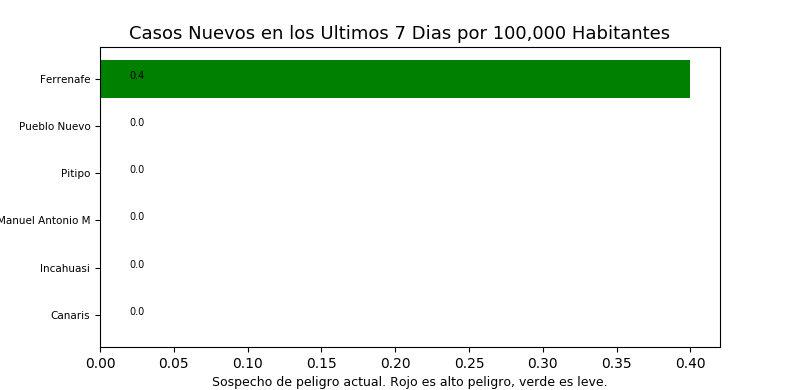 Casos Nuevos en los Ultimos 7 Dias por 100,000 Habitantes
Ferrenafe 0.4
Pueblo Nuevo 0.0
Pitipo 0.0
Manuel Antonio M 0.0
Incahuasi 0.0
Canaris 0.0
0.00 0.05 0.10 0.15 0.20 0.25 0.30 0.35 0.40
Sospecho de peligro actual. Rojo es alto peligro, verde es leve.